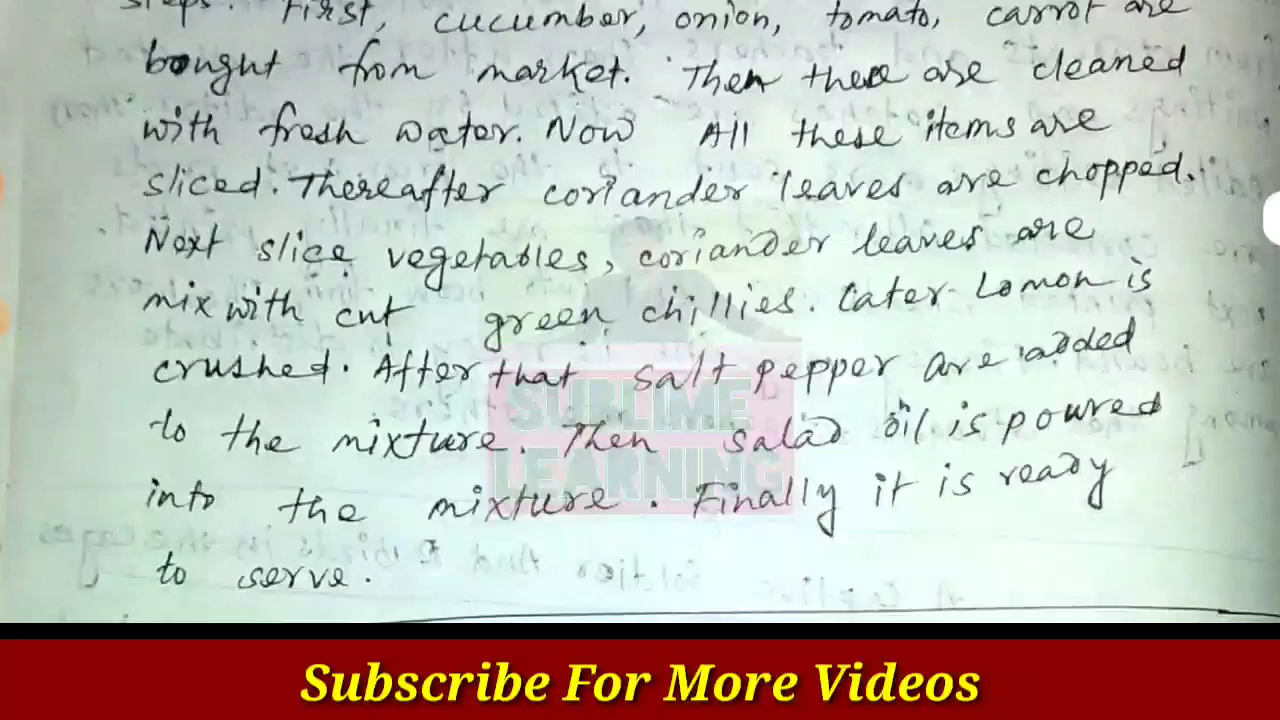 steps. First, cucumber, onion, tomato, carrot are
bought from market. Then these are cleaned
with fresh water. Now All these items are
sliced. Thereafter coriander leaves are chopped.
Next slice vegetables, coriander leaves are
mix with cut green chillies. Later Lomon is
crushed. After that salt pepper are added
to the mixture. Then salad oil is poured
into the mixture. Finally it is ready
to serve.
SUBLIME
LEARNING
Subscribe For More Videos